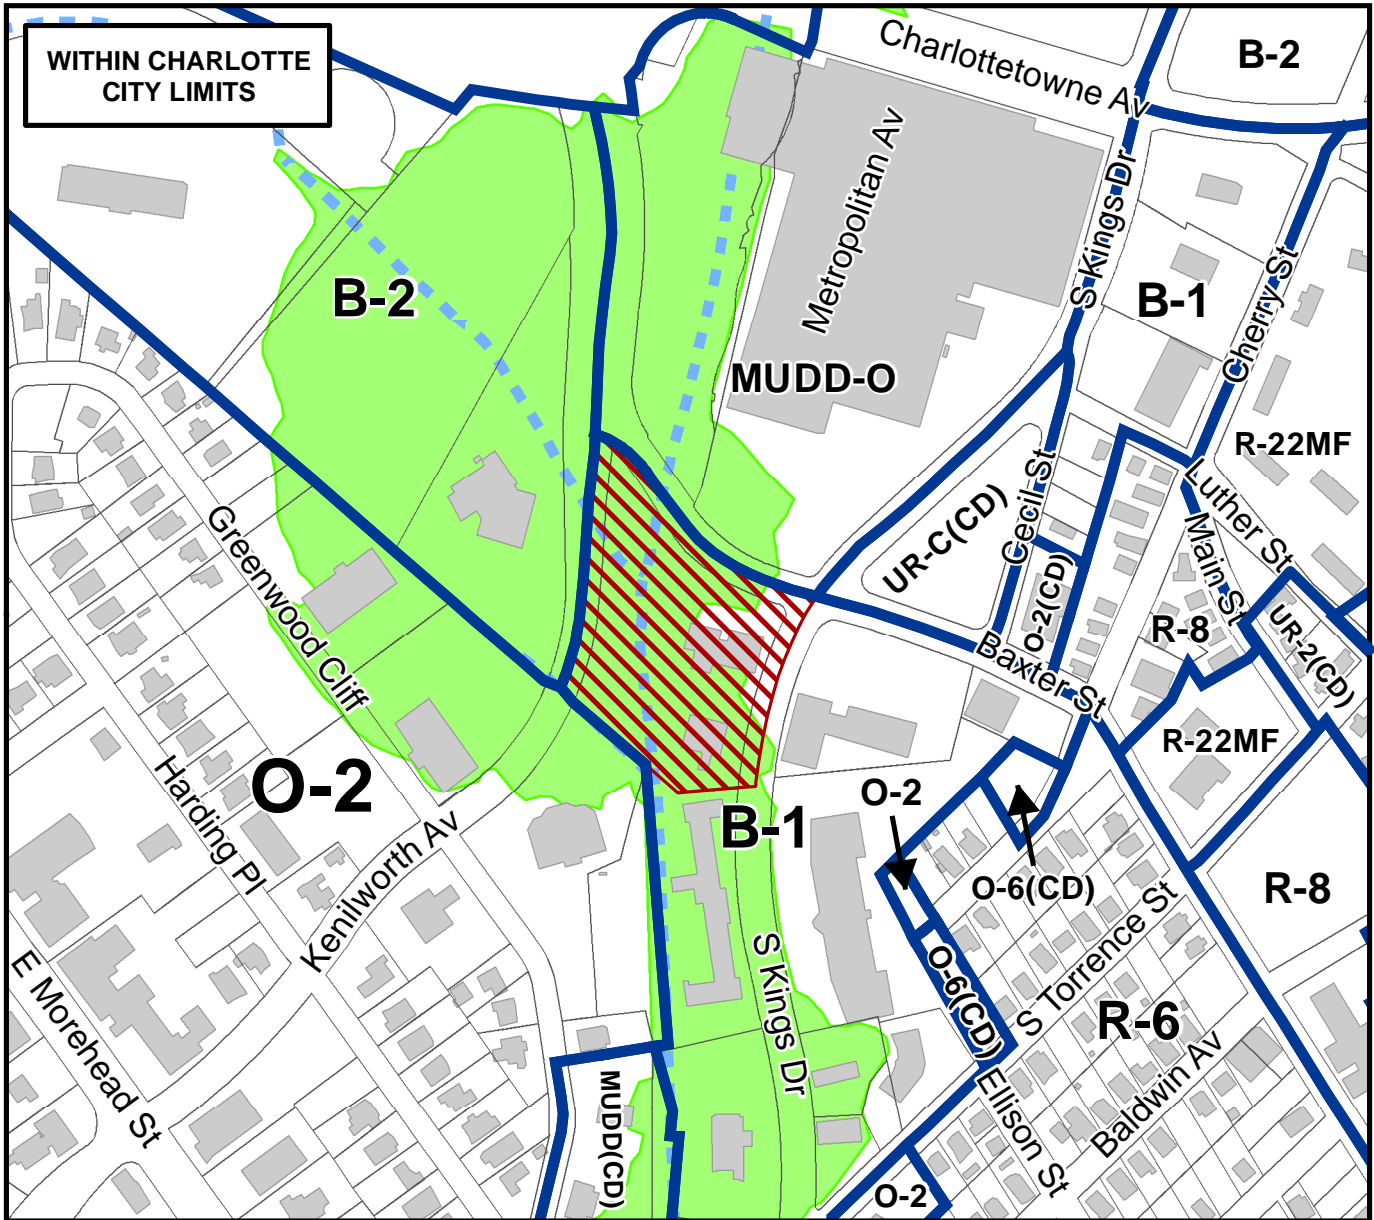 WITHIN CHARLOTTE
CITY LIMITS
Charlottetowne Av
B-2
Metropolitan Av
S Kings Dr
B-2
B-1
Cherry St
MUDD-O
R-22MF
Luther St
UR-C(CD)
Cecil St
Main St
Greenwood Cliff
O-2(CD)
R-8
UR-2(CD)
Baxter St
R-22MF
O-2
Harding Pl
O-2
B-1
Kenilworth Av
O-6(CD)
R-8
S Torrence St
S Kings Dr
O-6(CD)
E Morehead St
R-6
MUDD(CD)
Ellison St
Baldwin Av
O-2